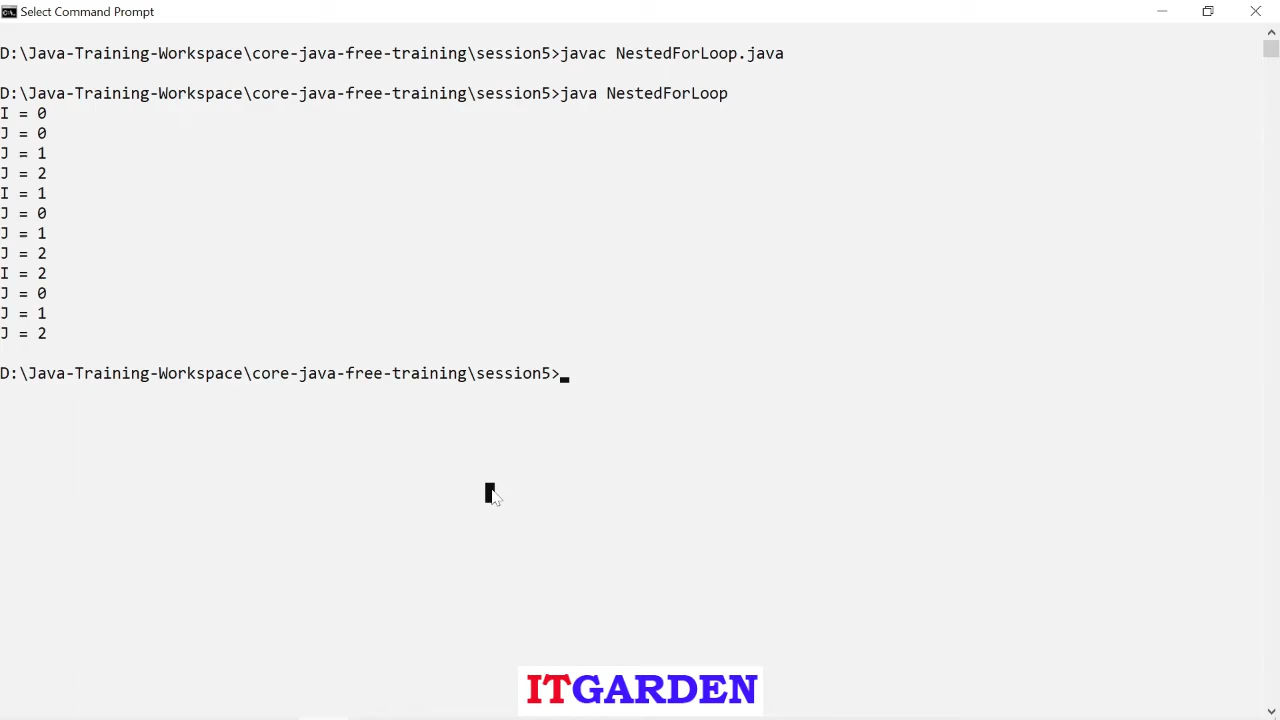 Select Command Prompt
D:\Java-Training-Workspace\core-java-free-training\session5>javac NestedForLoop.java
D:\Java-Training-Workspace\core-java-free-training\session5>java NestedForLoop
I = 0
J = 0
J = 1
J = 2
I = 1
J = 0
J = 1
J = 2
I = 2
J = 0
J = 1
J = 2
D:\Java-Training-Workspace\core-java-free-training\session5>
ITGARDEN